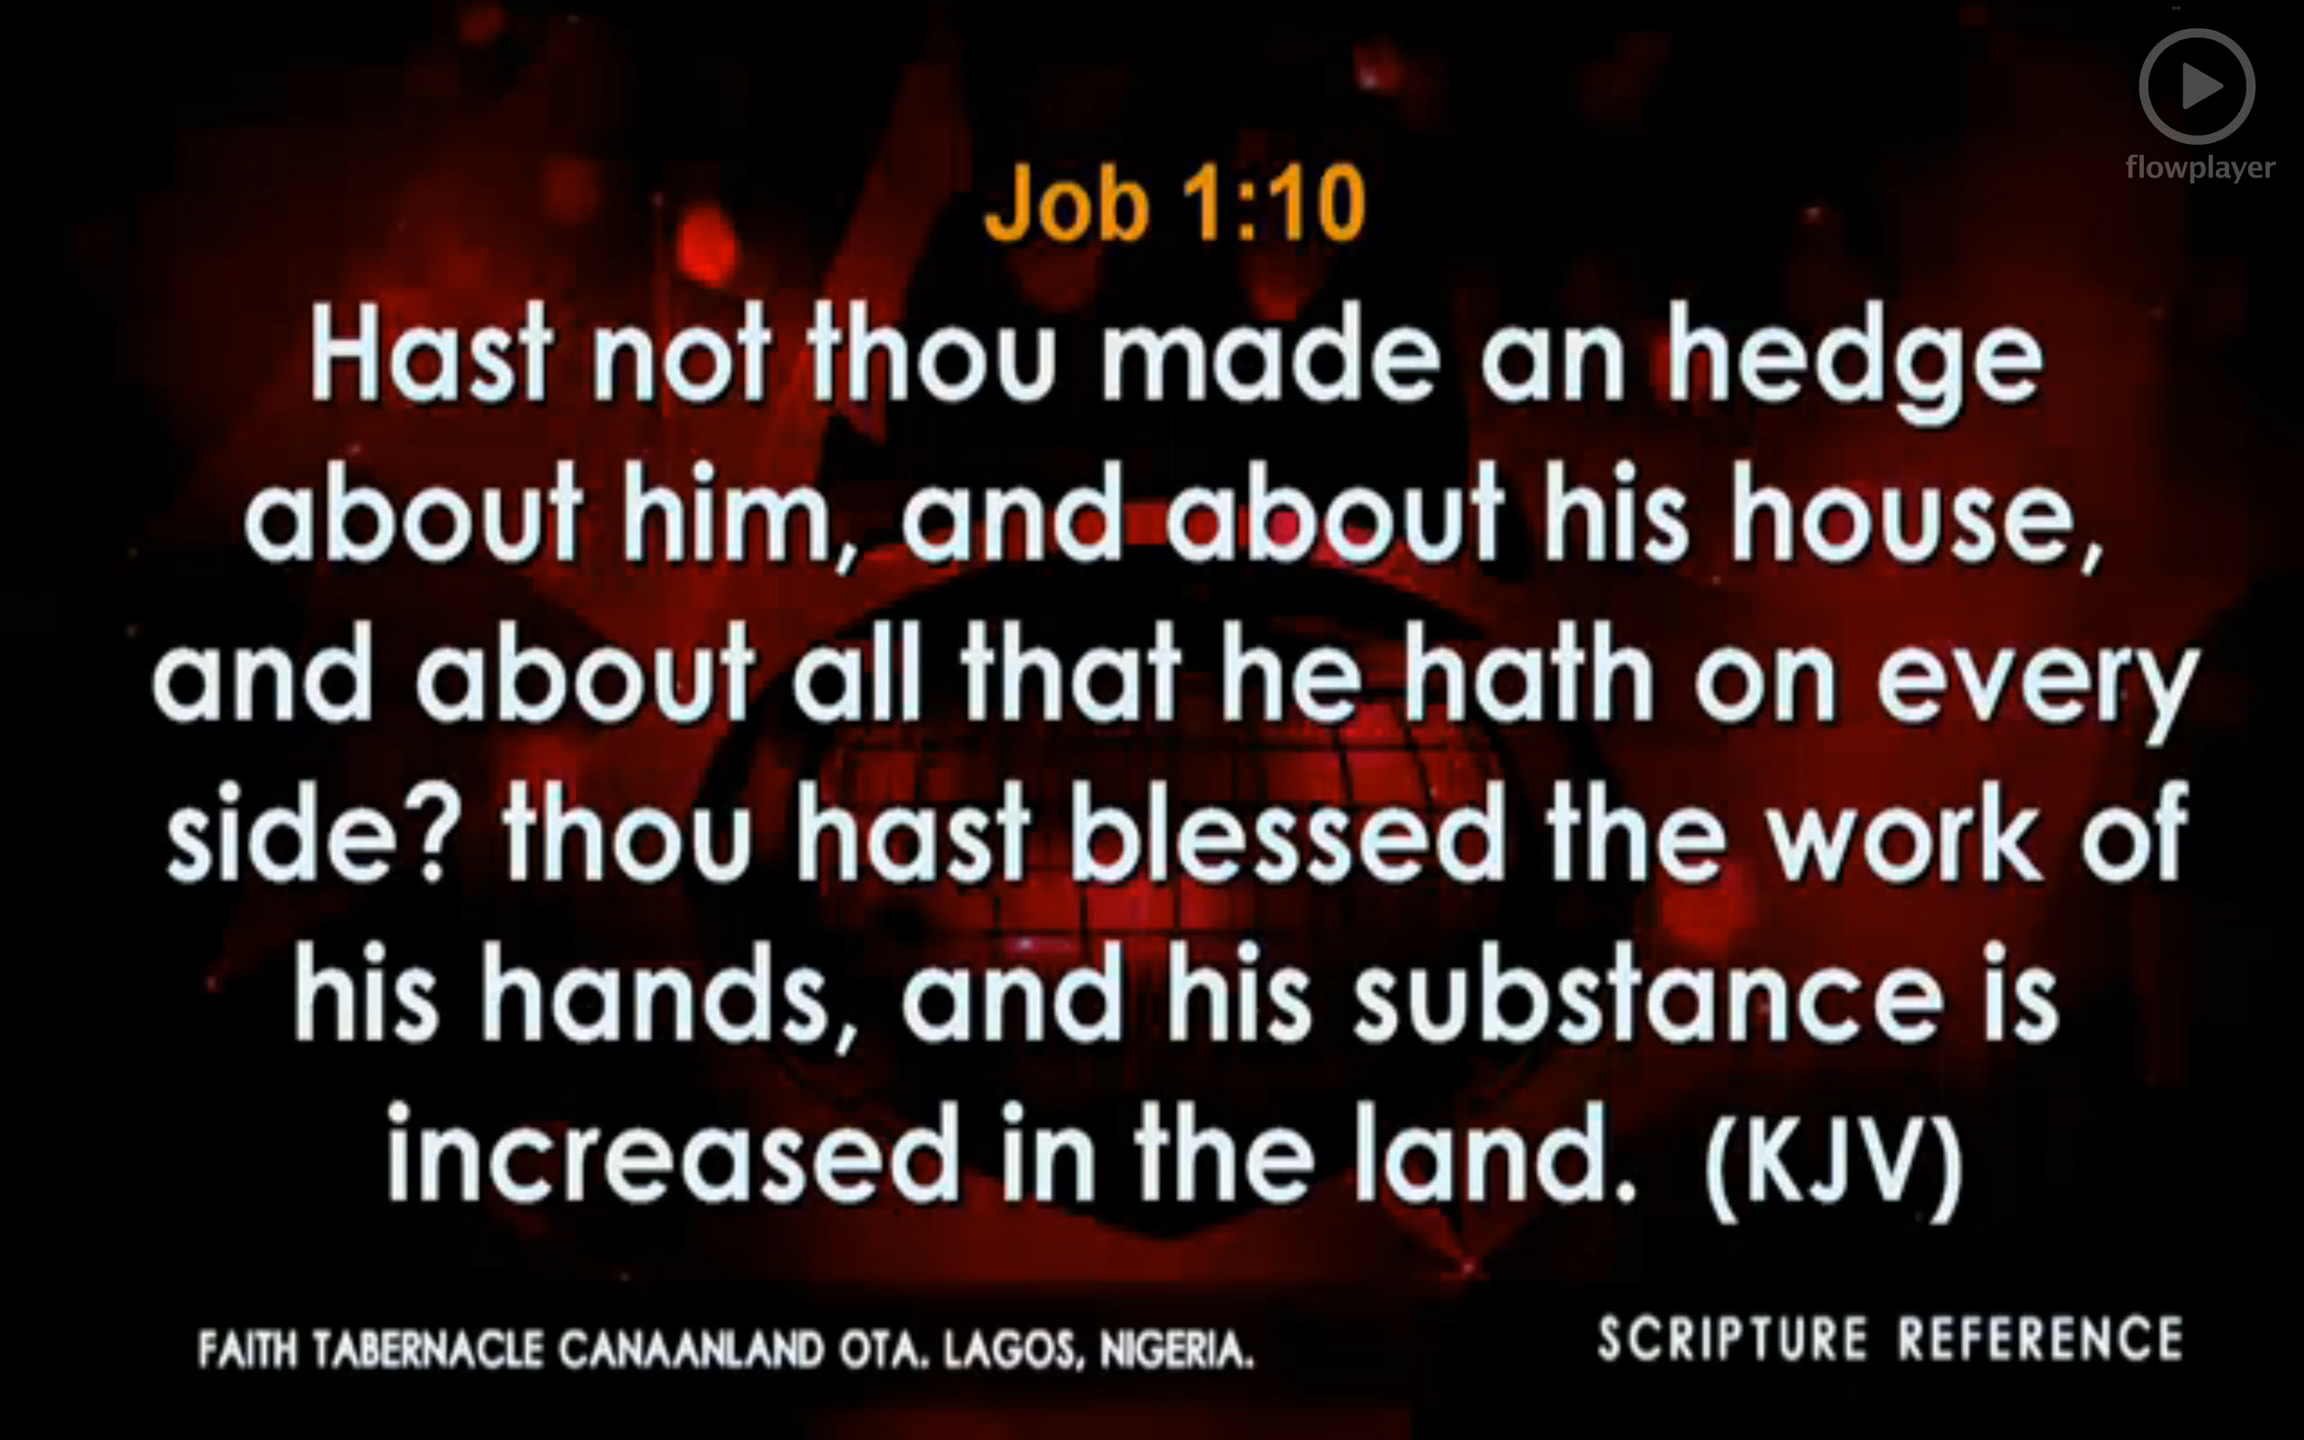 flowplayer
Job 1:10
Hast not thou made an hedge
about him, and about his house,
and about all that he hath on every
side? thou hast blessed the work of
his hands, and his substance is
increased in the land. (KJV)
FAITH TABERNACLE CANAANLAND OTA. LAGOS, NIGERIA.
SCRIPTURE REFERENCE